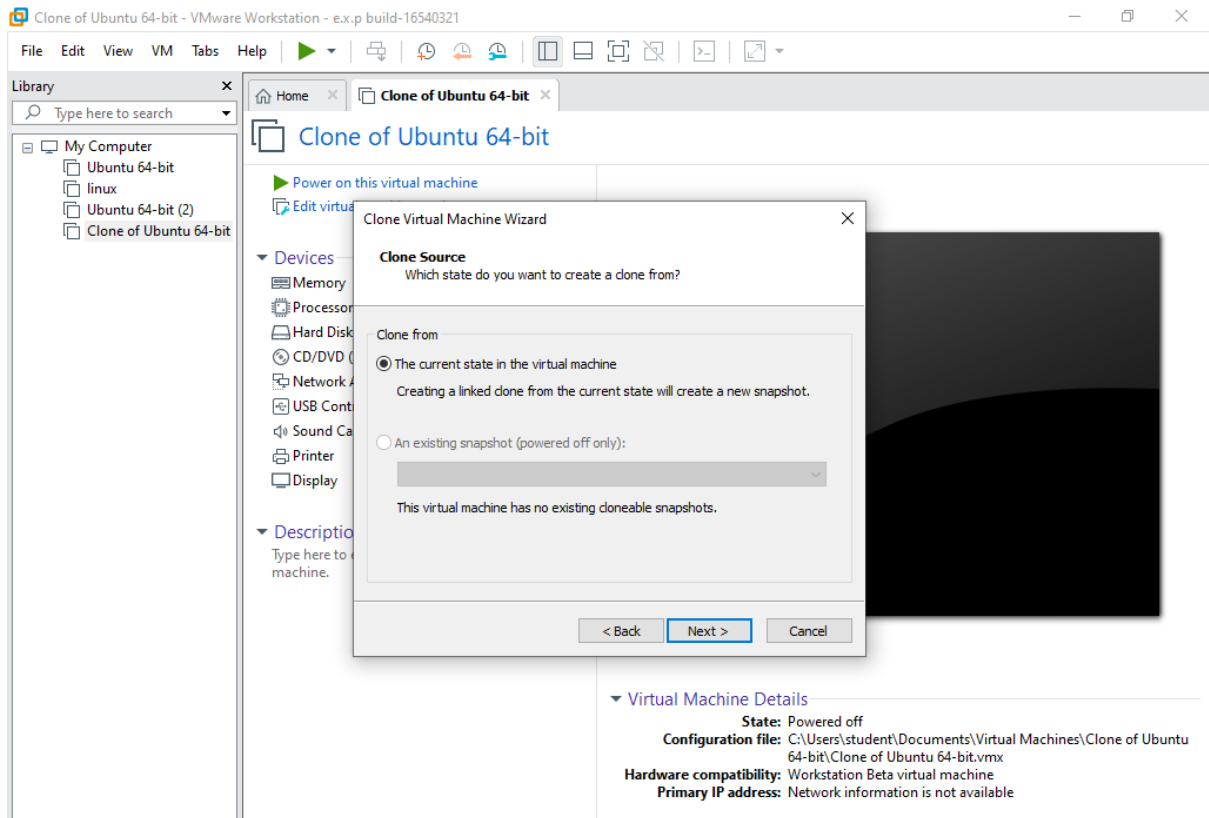 Clone of Ubuntu 64-bit - VMware Workstation - e.x.p build-16540321
File Edit View VM Tabs Help
Library
Type here to search
My Computer
Ubuntu 64-bit
linux
Ubuntu 64-bit (2)
Clone of Ubuntu 64-bit
Home
Clone of Ubuntu 64-bit
Clone of Ubuntu 64-bit
Power on this virtual machine
Edit virtua
Devices
Memory
Processor
Hard Disk
CD/DVD (
Network A
USB Cont
Sound Ca
Printer
Display
Descriptio
Type here to e
machine.
Clone Virtual Machine Wizard
Clone Source
Which state do you want to create a clone from?
Clone from
The current state in the virtual machine
Creating a linked clone from the current state will create a new snapshot.
An existing snapshot (powered off only):
This virtual machine has no existing cloneable snapshots.
< Back Next > Cancel
Virtual Machine Details
State: Powered off
Configuration file: C:\Users\student\Documents\Virtual Machines\Clone of Ubuntu
64-bit\Clone of Ubuntu 64-bit.vmx
Hardware compatibility: Workstation Beta virtual machine
Primary IP address: Network information is not available